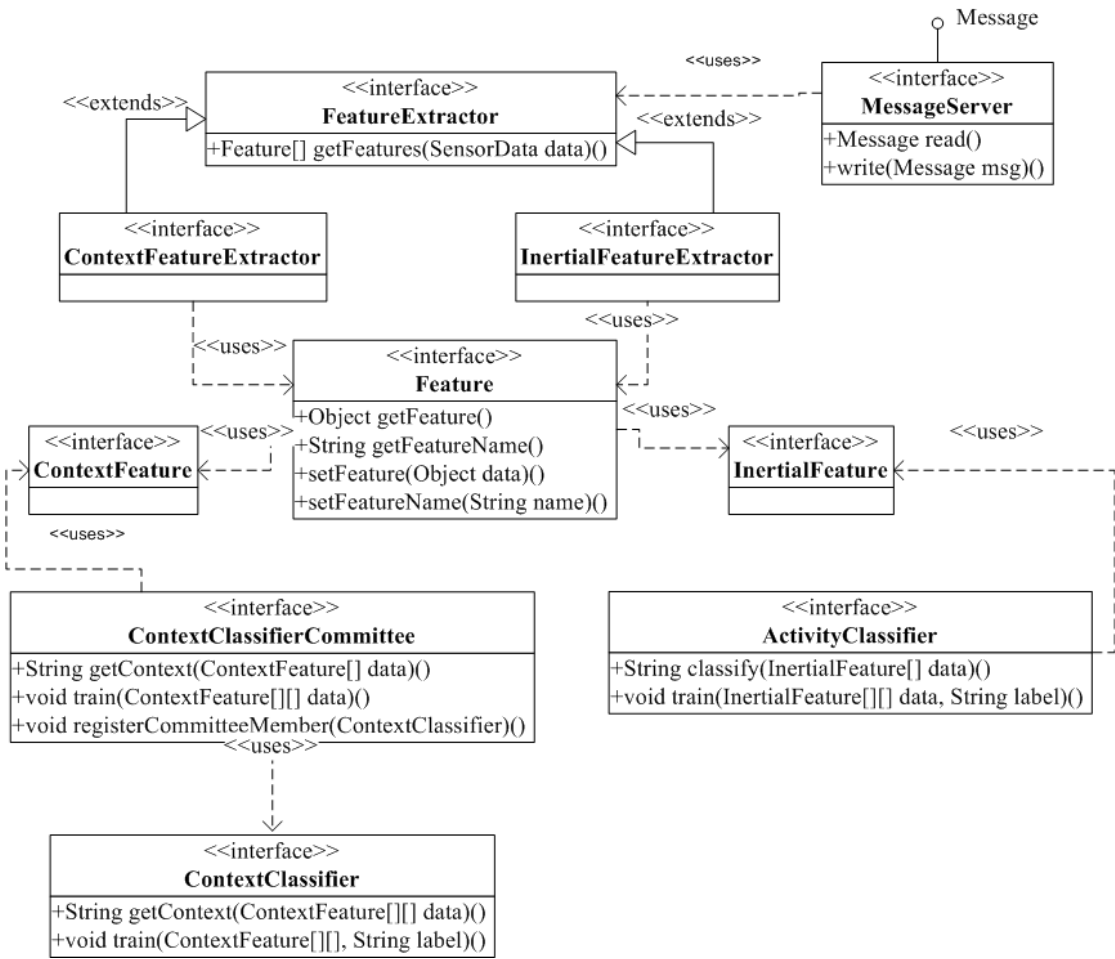 Message
<<uses>>
<<interface>>
MessageServer
+Message read()
+write(Message msg)()
<<interface>>
FeatureExtractor
+Feature[] getFeatures(SensorData data)()
<<extends>>
<<extends>>
<<interface>>
ContextFeatureExtractor
<<interface>>
InertialFeatureExtractor
<<uses>>
<<uses>>
<<interface>>
Feature
+Object getFeature()
+String getFeatureName()
+setFeature(Object data)()
+setFeatureName(String name)()
<<uses>>
<<uses>>
<<uses>>
<<interface>>
ContextFeature
<<interface>>
InertialFeature
<<uses>>
<<interface>>
ContextClassifierCommittee
+String getContext(ContextFeature[] data)()
+void train(ContextFeature[][] data)()
+void registerCommitteeMember(ContextClassifier)()
<<interface>>
ActivityClassifier
+String classify(InertialFeature[] data)()
+void train(InertialFeature[][] data, String label)()
<<uses>>
<<interface>>
ContextClassifier
+String getContext(ContextFeature[][] data)()
+void train(ContextFeature[][], String label)()